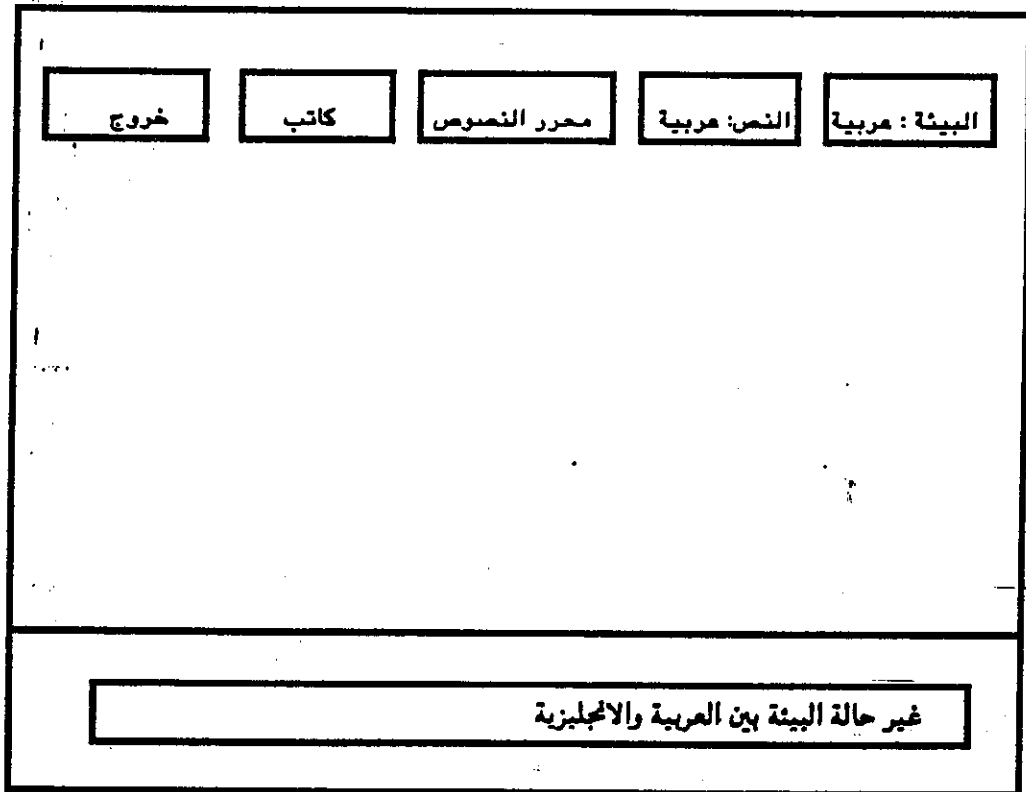 البيئة : عربية النص: عربية محرر النصوص كاتب خروج
غير حالة البيئة بين العربية والانجليزية